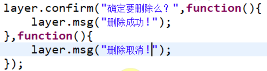 layer.confirm("确定要删除么？",function(){
layer.msg("删除成功！");
},function(){
layer.msg("删除取消！");
});